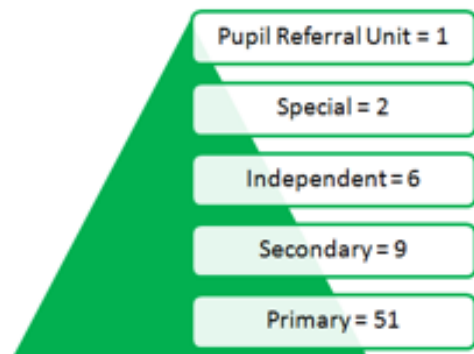 Pupil Referral Unit = 1
Special = 2
Independent = 6
Secondary = 9
Primary = 51